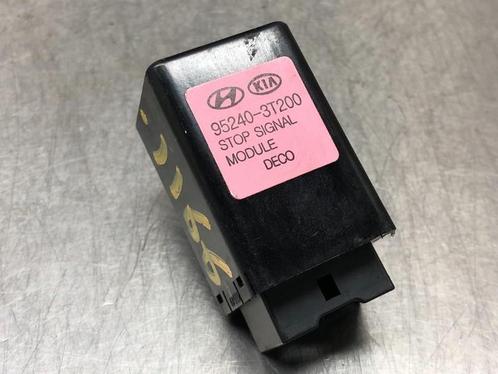 KIA
95240-3T200
STOP SIGNAL
MODULE
DECO